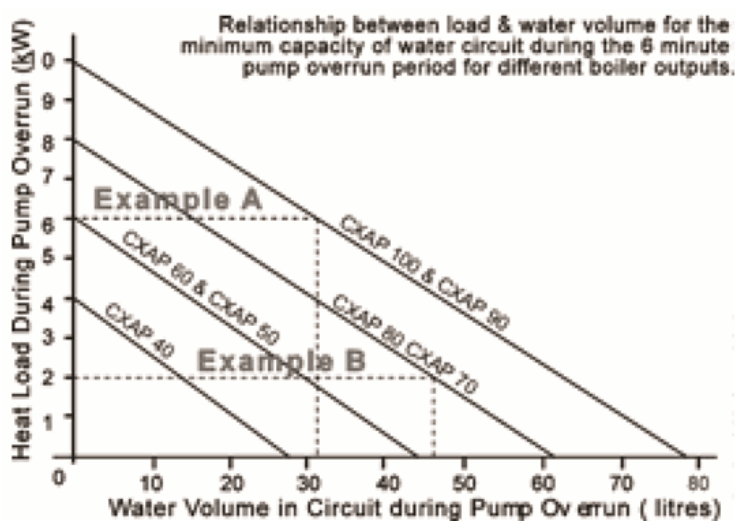 Relationship between load & water volume for the
minimum capacity of water circuit during the 6 minute
pump overrun period for different boiler outputs.
Heat Load During Pump Overrun (kW)
10
9
8
7
6
5
4
3
2
1
0
Example A
CXAP 100 & CXAP 90
CXAP 60 & CXAP 50
CXAP 80 CXAP 70
CXAP 40
Example B
10 20 30 40 50 60 70 80
Water Volume in Circuit during Pump Overrun ( litres)